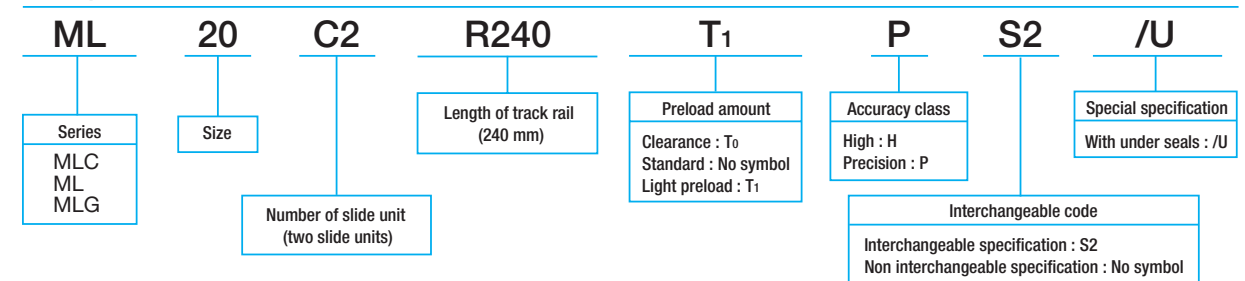 ML 20 C2 R240 T1 P S2 /U
Series
MLC
ML
MLG
Size
Number of slide unit
(two slide units)
Length of track rail
(240 mm)
Preload amount
Clearance : T0
Standard : No symbol
Light preload : T1
Accuracy class
High : H
Precision : P
Interchangeable code
Interchangeable specification : S2
Non interchangeable specification : No symbol
Special specification
With under seals : /U